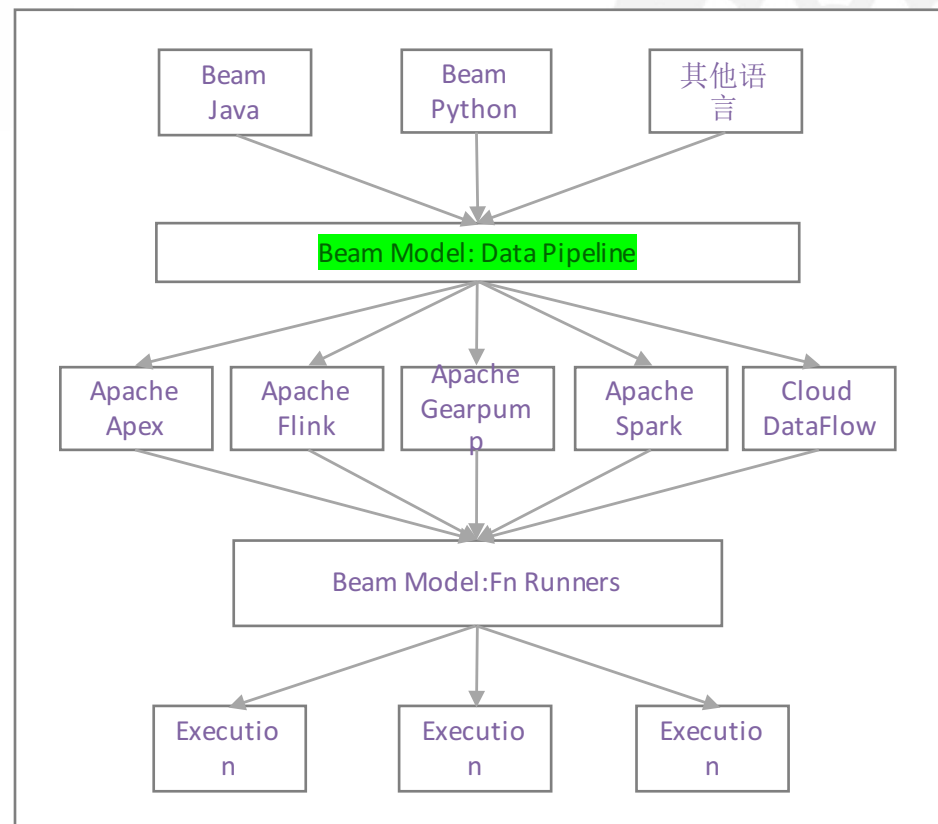 Beam
Java
Beam
Python
其他语
言
Beam Model: Data Pipeline
Apache
Apex
Apache
Flink
Apache
Gearpum
p
Apache
Spark
Cloud
DataFlow
Beam Model:Fn Runners
Executio
n
Executio
n
Executio
n